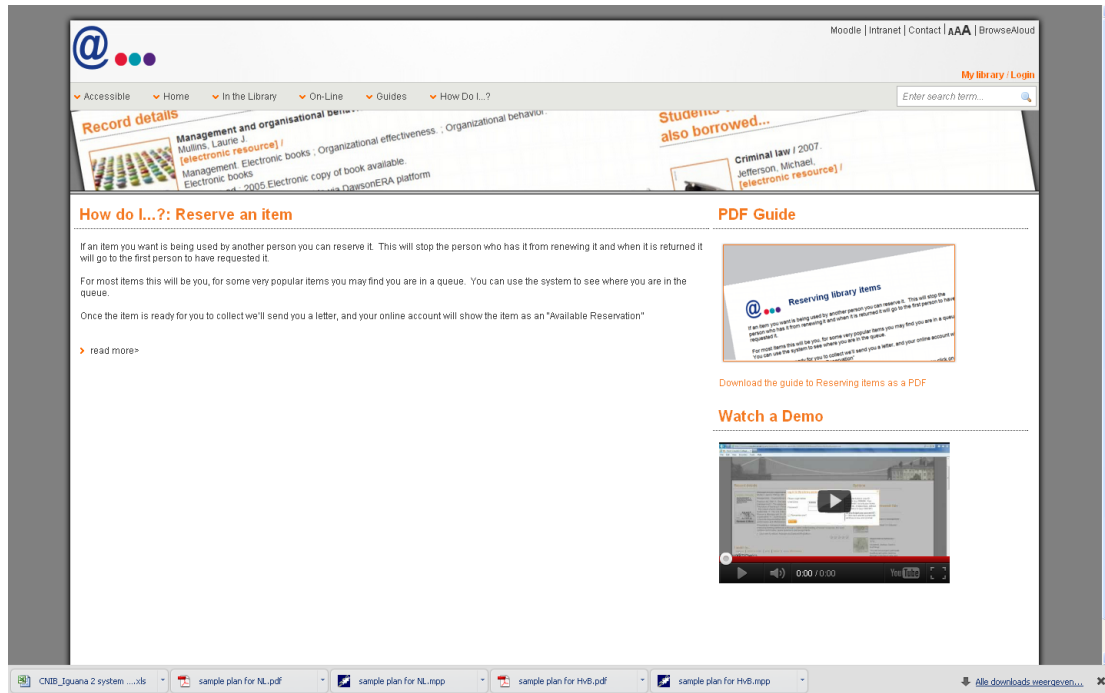 @
Moodle | Intranet | Contact | AAA | BrowseAloud
My library / Login
Accessible Home In the Library On-Line Guides How Do I...?
Enter search term...
Record details
Management and organisational
Mullins, Laurie J.
[electronic resource] /
Management. Electronic books ; Organizational effectiveness. ; Organizational behavior.
Electronic books
2005 Electronic copy of book available.
DawsonERA platform
Students
also borrowed...
Criminal law / 2007.
Jefferson, Michael,
[electronic resource] /
How do I...?: Reserve an item
If an item you want is being used by another person you can reserve it. This will stop the person who has it from renewing it and when it is returned it
will go to the first person to have requested it.
For most items this will be you, for some very popular items you may find you are in a queue. You can use the system to see where you are in the
queue.
Once the item is ready for you to collect we'll send you a letter, and your online account will show the item as an "Available Reservation"
read more>
PDF Guide
@ Reserving library items
If an item you want is being used by another person you can reserve it. This will stop the
person who has it from renewing it and when it is returned it will go to the first person to have
requested it.
For most items this will be you, for some very popular items you may find you are in a queue
You can use the system to see where you are in the queue.
ready for you to collect we'll send you a letter, and your online account
Download the guide to Reserving items as a PDF
Watch a Demo
0:00 / 0:00 YouTube
CNIB_Iguana 2 system ....xls sample plan for NL.pdf sample plan for NL.mpp sample plan for HvB.pdf sample plan for HvB.mpp Alle downloads weergeven...